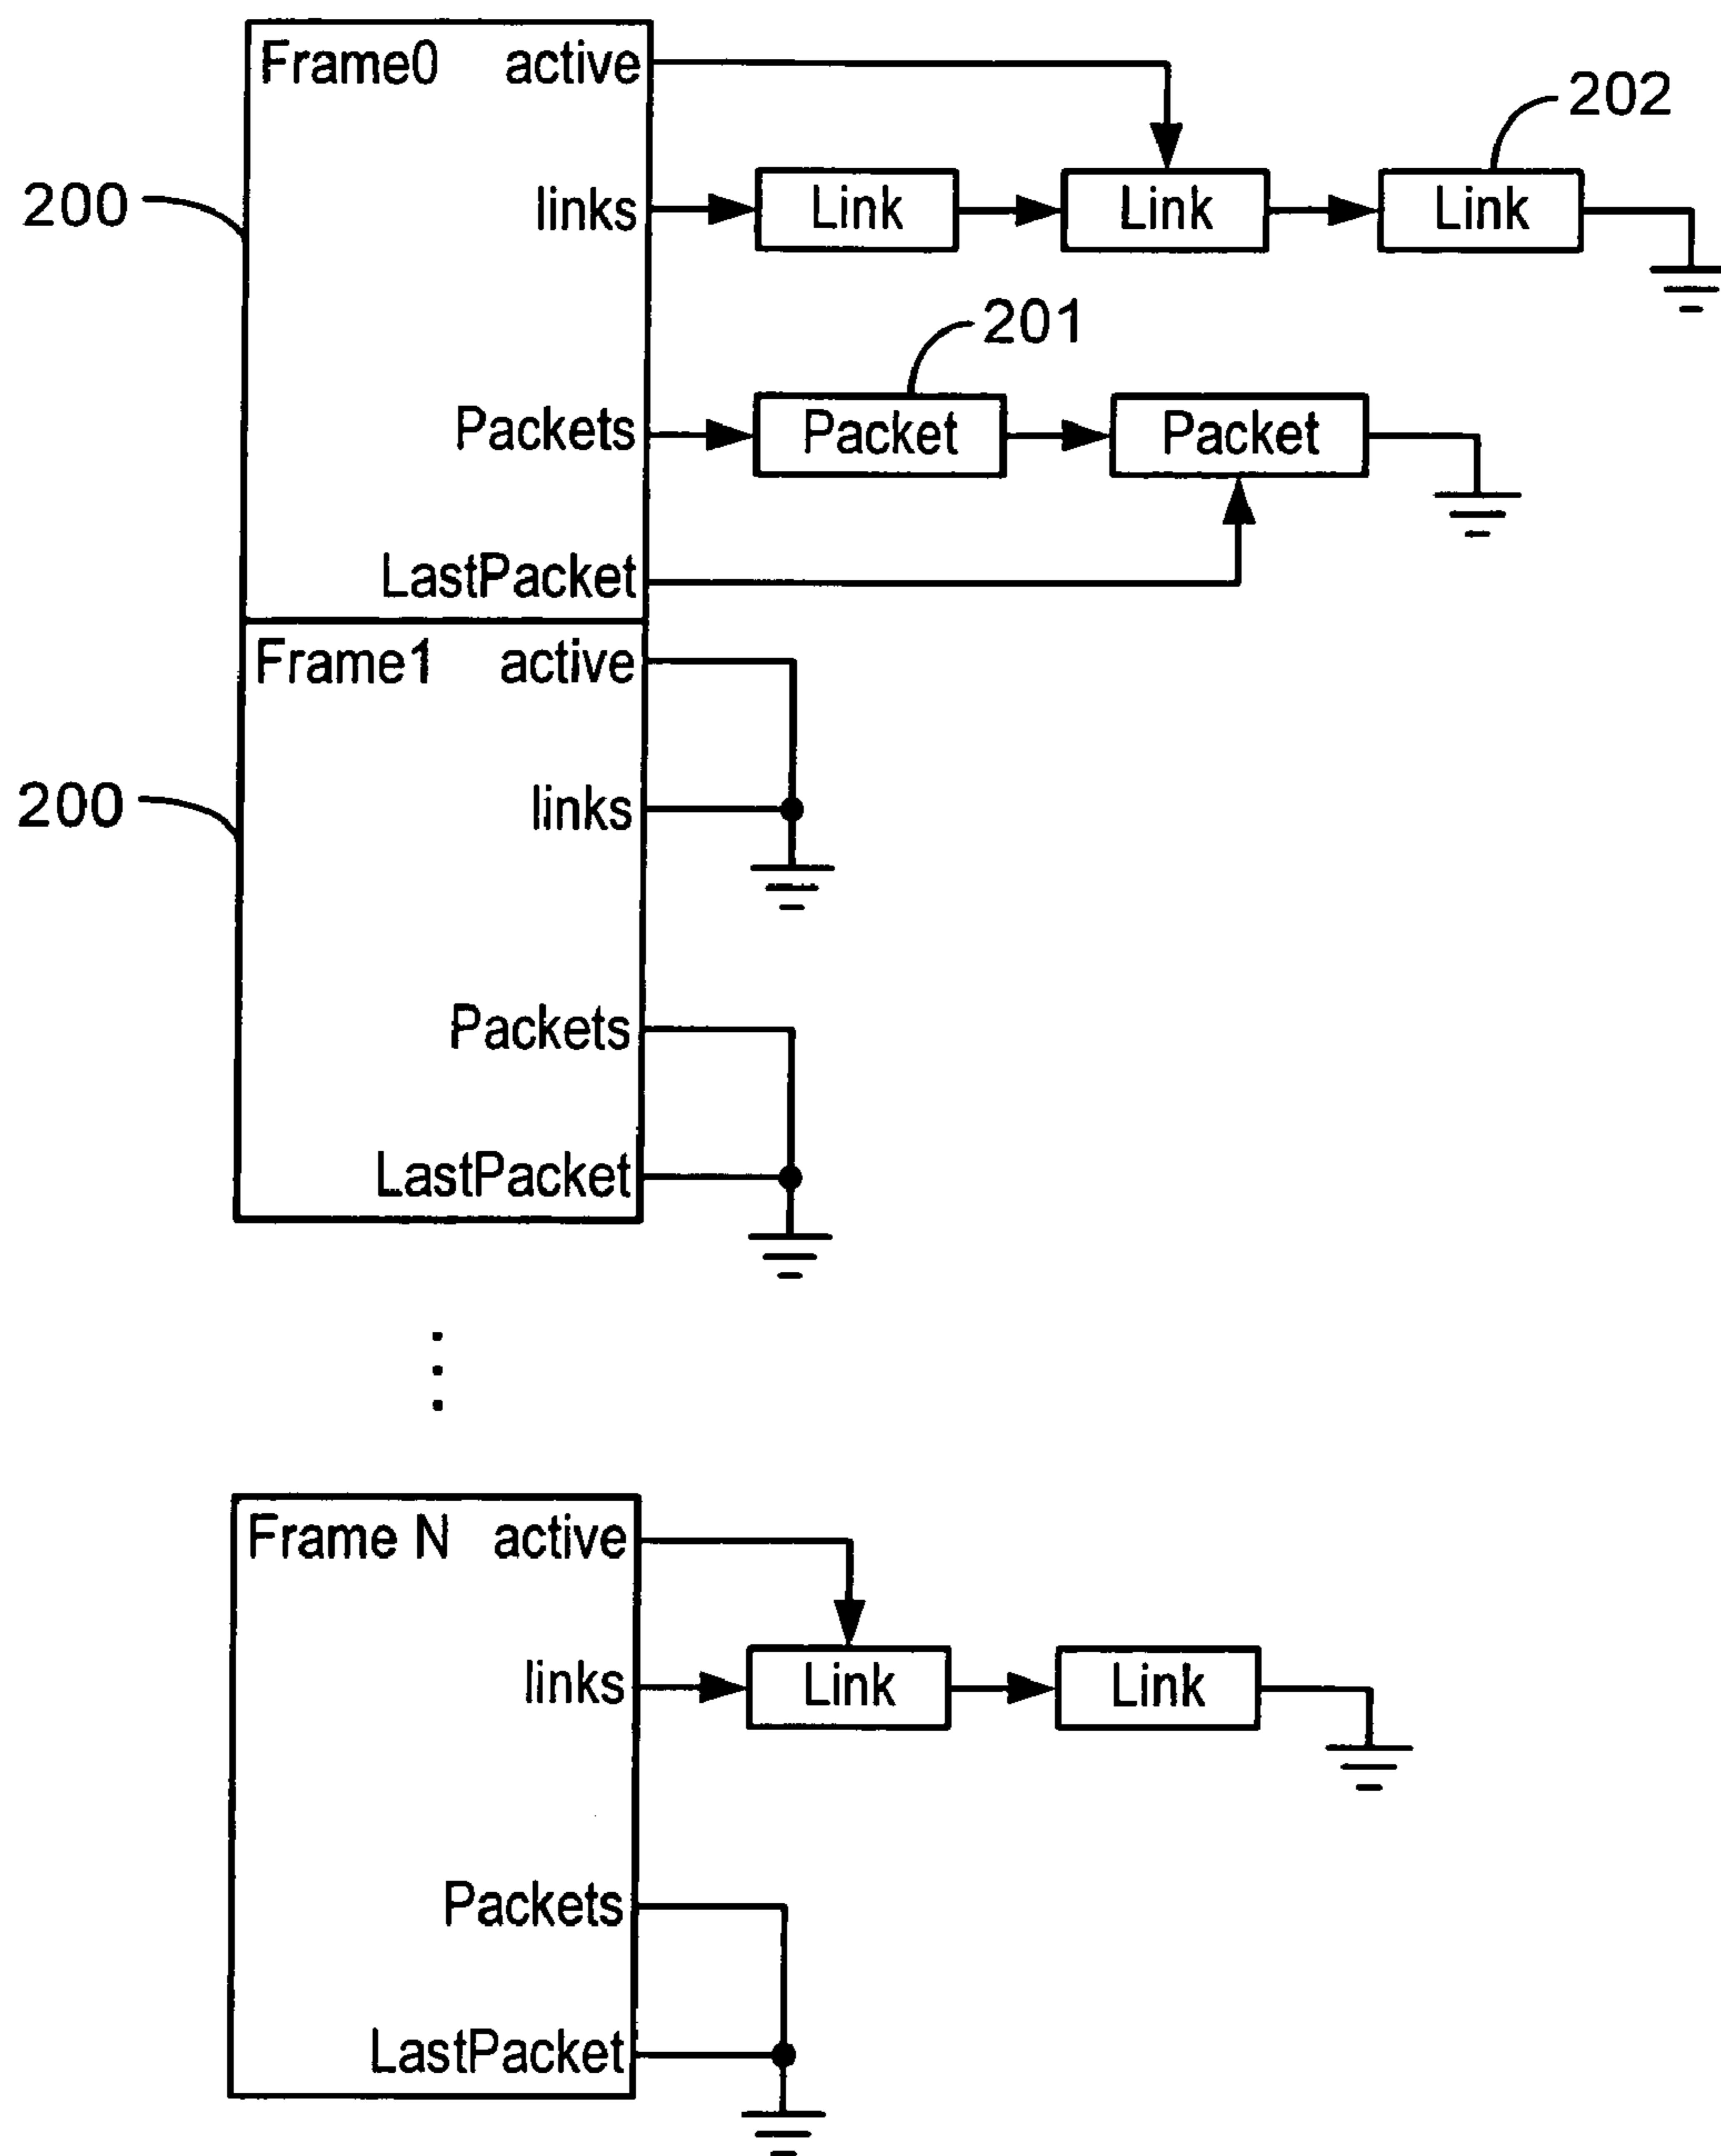 Frame0 active
202
200
links
Link
Link
Link
201
Packets
Packet
Packet
LastPacket
Frame1 active
200
links
Packets
LastPacket
Frame N active
links
Link
Link
Packets
LastPacket